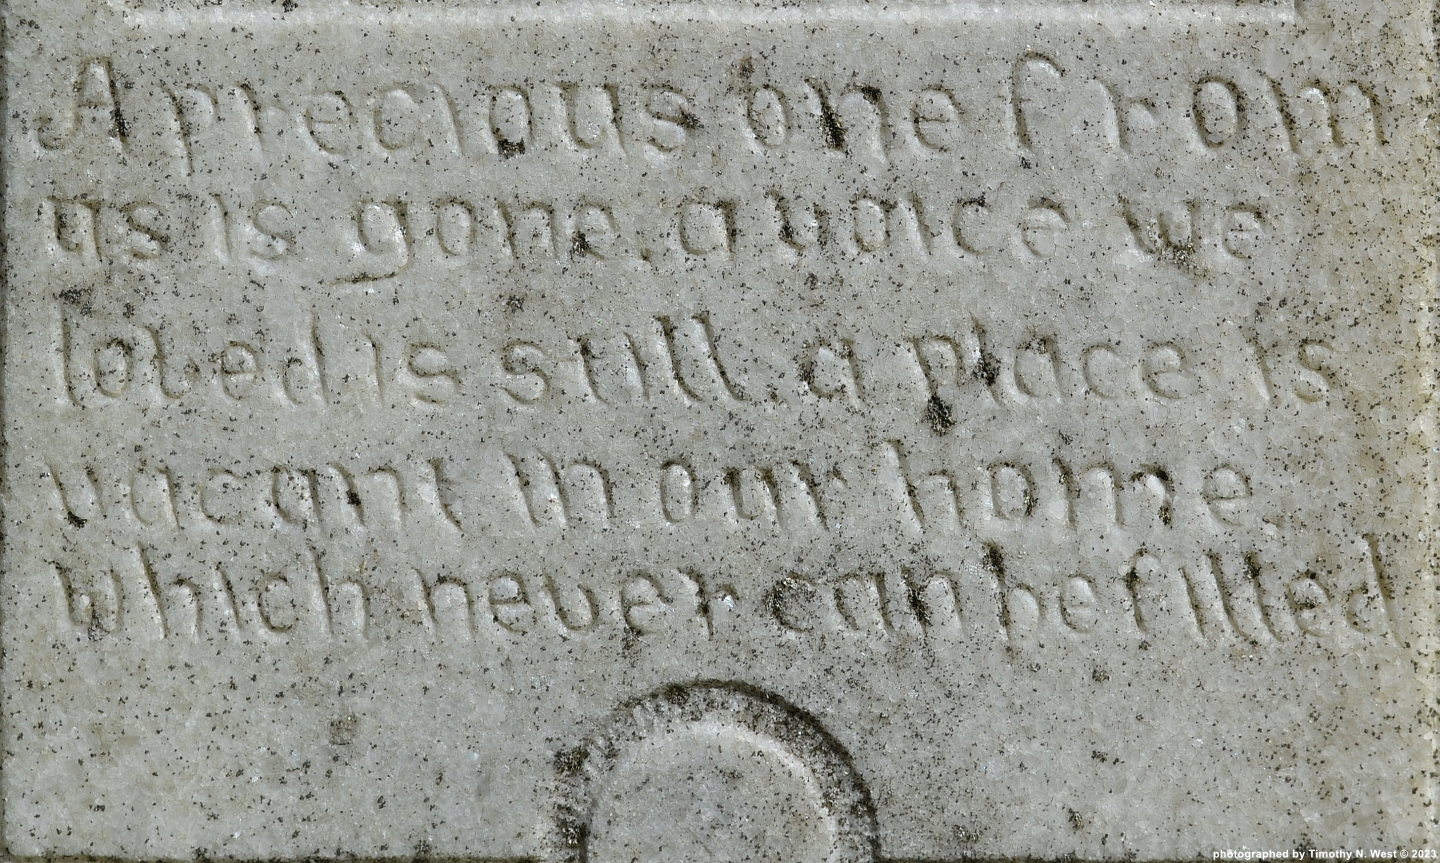 A precious one from
us is gone. a voice we
loved is still. a place is
vacant in our home.
which never can be filled
photographed by Timothy N. West © 2023